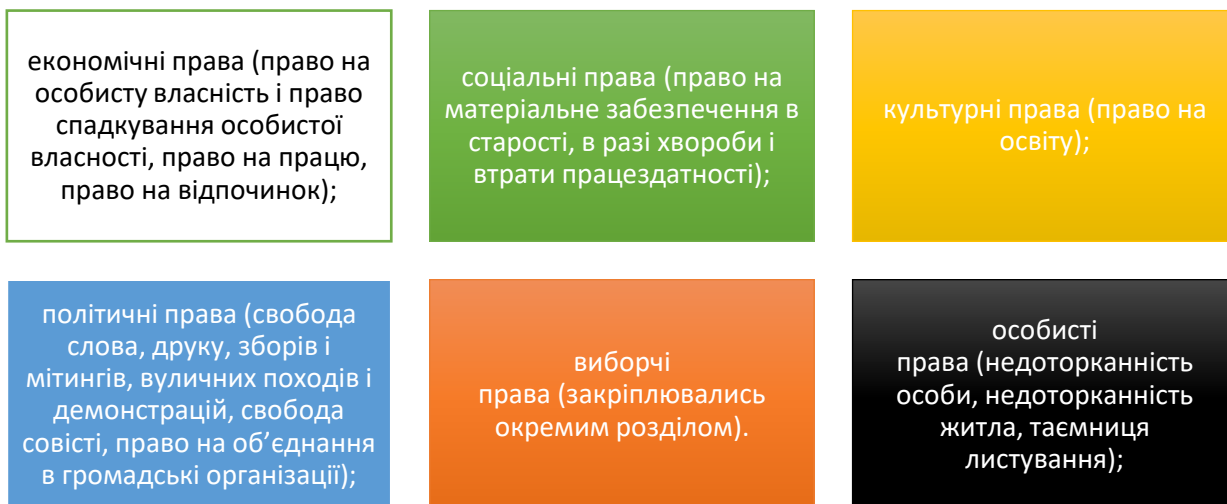 економічні права (право на
особисту власність і право
спадкування особистої
власності, право на працю,
право на відпочинок);
соціальні права (право на
матеріальне забезпечення в
старості, в разі хвороби і
втрати працездатності);
культурні права (право на
освіту);
політичні права (свобода
слова, друку, зборів і
мітингів, вуличних походів і
демонстрацій, свобода
совісті, право на об’єднання
в громадські організації);
виборчі
права (закріплювались
окремим розділом).
особисті
права (недоторканність
особи, недоторканність
житла, таємниця
листування);